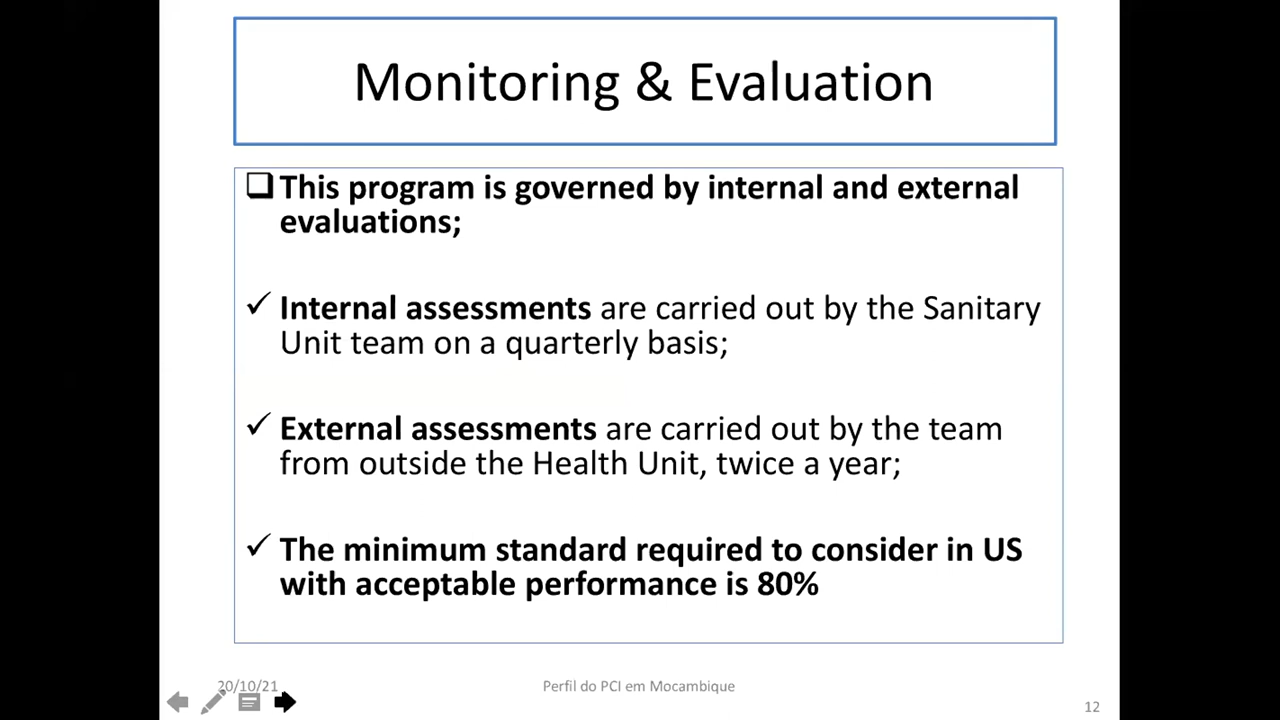 Monitoring & Evaluation
This program is governed by internal and external
evaluations;
Internal assessments are carried out by the Sanitary
Unit team on a quarterly basis;
External assessments are carried out by the team
from outside the Health Unit, twice a year;
The minimum standard required to consider in US
with acceptable performance is 80%
20/10/21
Perfil do PCI em Mocambique
12